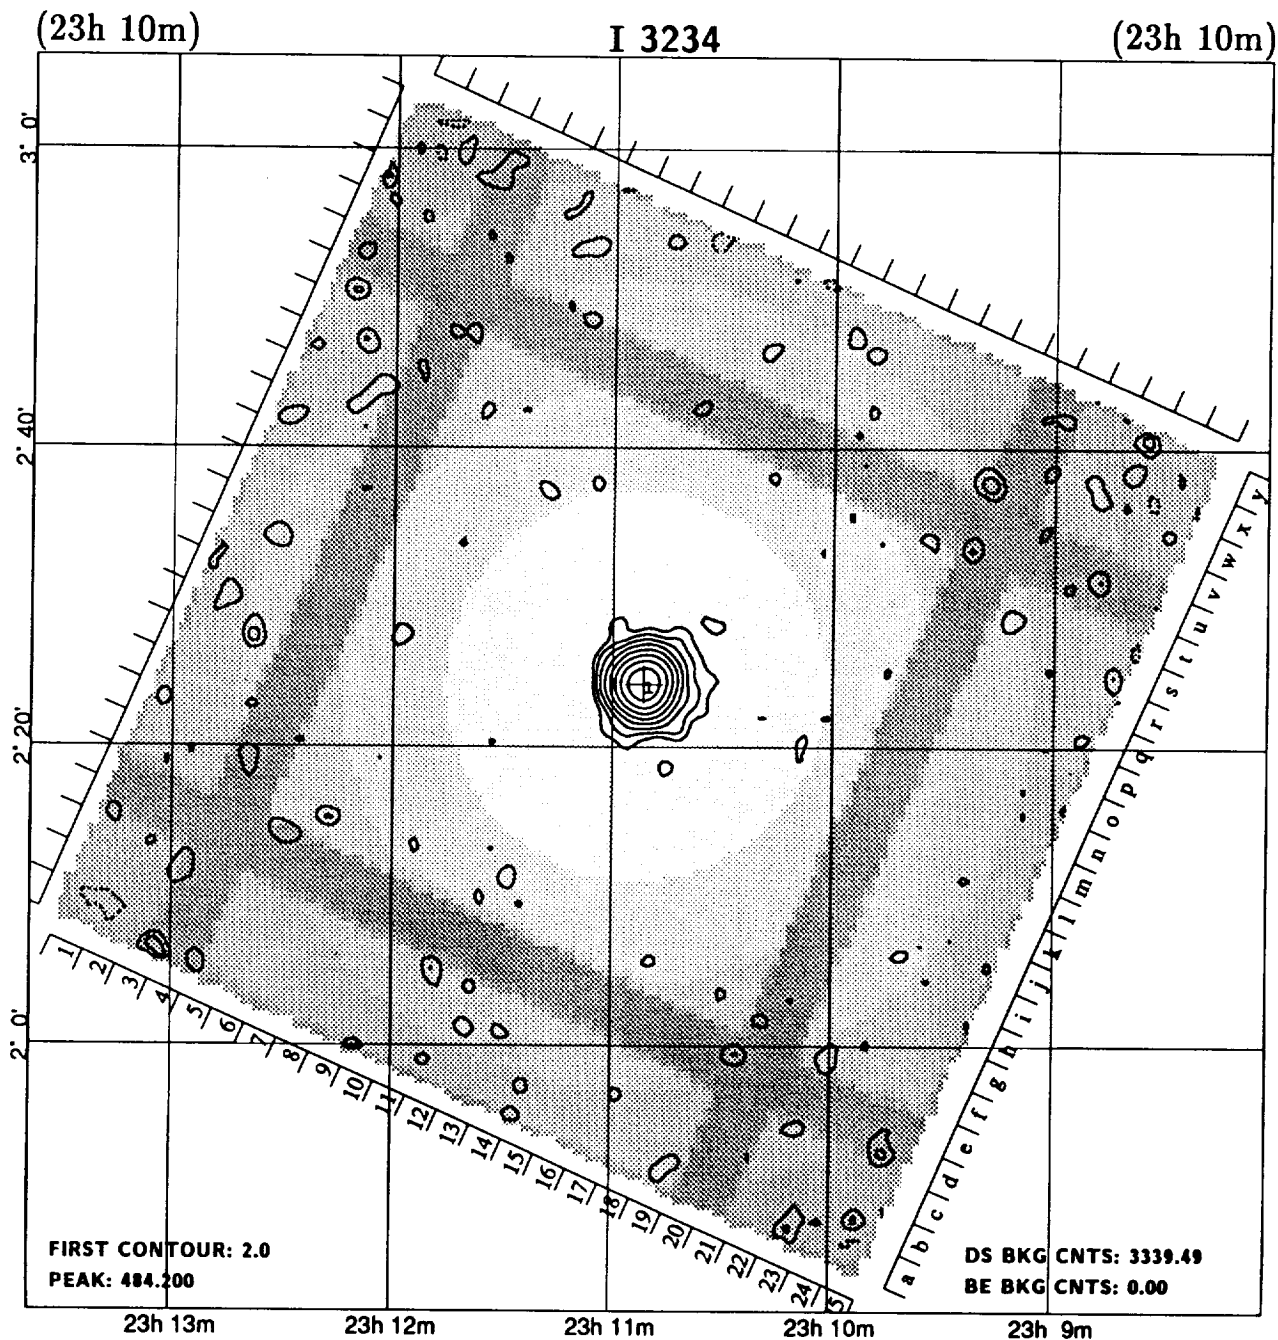 (23h 10m)
I 3234
(23h 10m)
3° 0'
2° 40'
2° 20'
2° 0'
1 2 3 4 5 6 7 8 9 10 11 12 13 14 15 16 17 18 19 20 21 22 23 24 5
a b c d e f g h i j k l m n o p q r s t u v w x y
FIRST CONTOUR: 2.0
PEAK: 484.200
DS BKG CNTS: 3339.49
BE BKG CNTS: 0.00
23h 13m
23h 12m
23h 11m
23h 10m
23h 9m